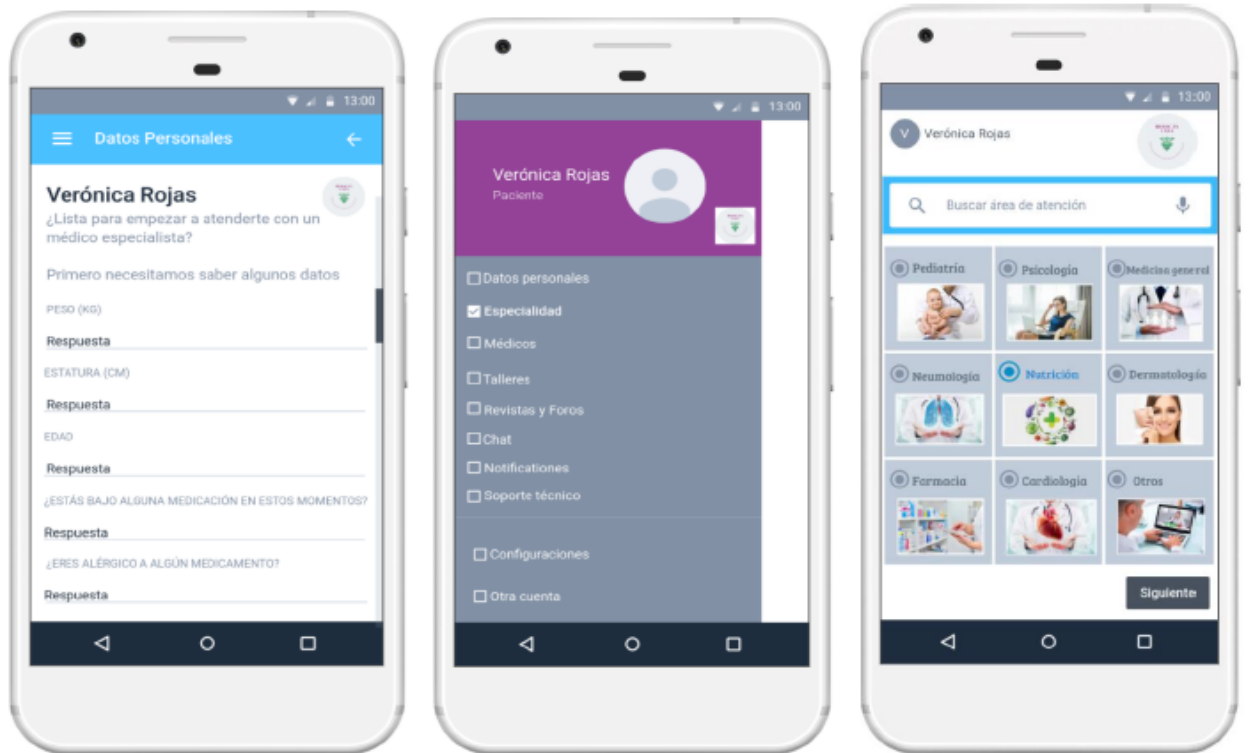 13:00
Datos Personales
Verónica Rojas
¿Lista para empezar a atenderte con un
médico especialista?
Primero necesitamos saber algunos datos
PESO (KG)
Respuesta
ESTATURA (CM)
Respuesta
EDAD
Respuesta
¿ESTÁS BAJO ALGUNA MEDICACIÓN EN ESTOS MOMENTOS?
Respuesta
¿ERES ALÉRGICO A ALGÚN MEDICAMENTO?
Respuesta
13:00
Verónica Rojas
Paciente
Datos personales
Especialidad
Médicos
Talleres
Revistas y Foros
Chat
Notificationes
Soporte técnico
Configuraciones
Otra cuenta
13:00
V Verónica Rojas
Buscar área de atención
Pediatría Psicología Medicina general
Neumología Nutrición Dermatología
Farmacia Cardiología Otros
Siguiente